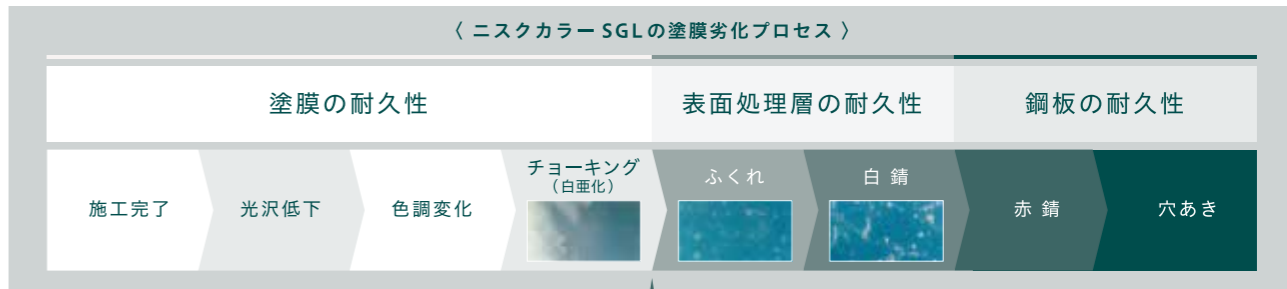 〈 ニスクカラー SGLの塗膜劣化プロセス 〉
塗膜の耐久性
表面処理層の耐久性
鋼板の耐久性
施工完了
光沢低下
色調変化
チョーキング
（白亜化）
ふくれ
白 錆
赤 錆
穴あき